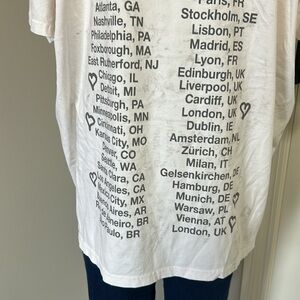 Atlanta, GA
Nashville, TN
Philadelphia, PA
Foxborough, MA
East Rutherford, NJ
Chicago, IL
Detroit, MI
Pittsburgh, PA
Minneapolis, MN
Cincinnati, OH
Kansas City, MO
Denver, CO
Seattle, WA
Santa Clara, CA
Los Angeles, CA
Mexico City, MX
Buenos Aires, AR
Rio de Janeiro, BR
São Paulo, BR
Paris, FR
Stockholm, SE
Lisbon, PT
Madrid, ES
Lyon, FR
Edinburgh, UK
Liverpool, UK
Cardiff, UK
London, UK
Dublin, IE
Amsterdam, NL
Zürich, CH
Milan, IT
Gelsenkirchen, DE
Hamburg, DE
Munich, DE
Warsaw, PL
Vienna, AT
London, UK